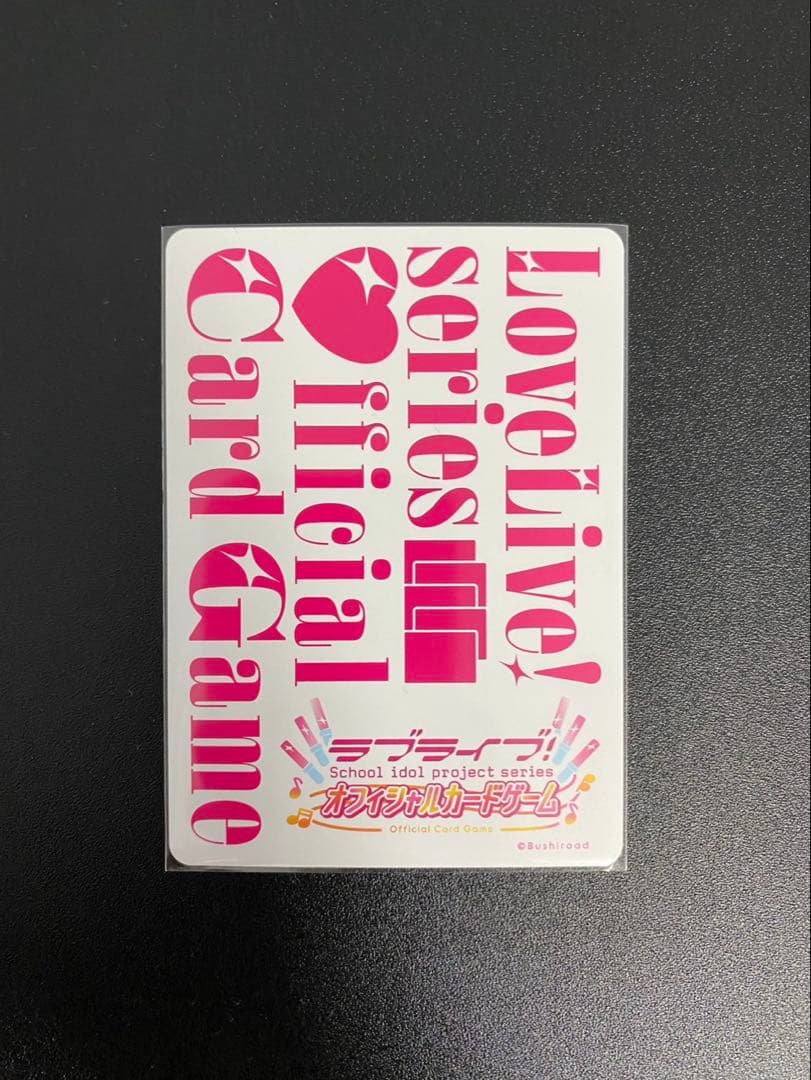 LoveLive!
series
♥fficial
Card Game
ラブライブ!
School idol project series
オフィシャルカードゲーム
Official Card Game
©Bushiroad